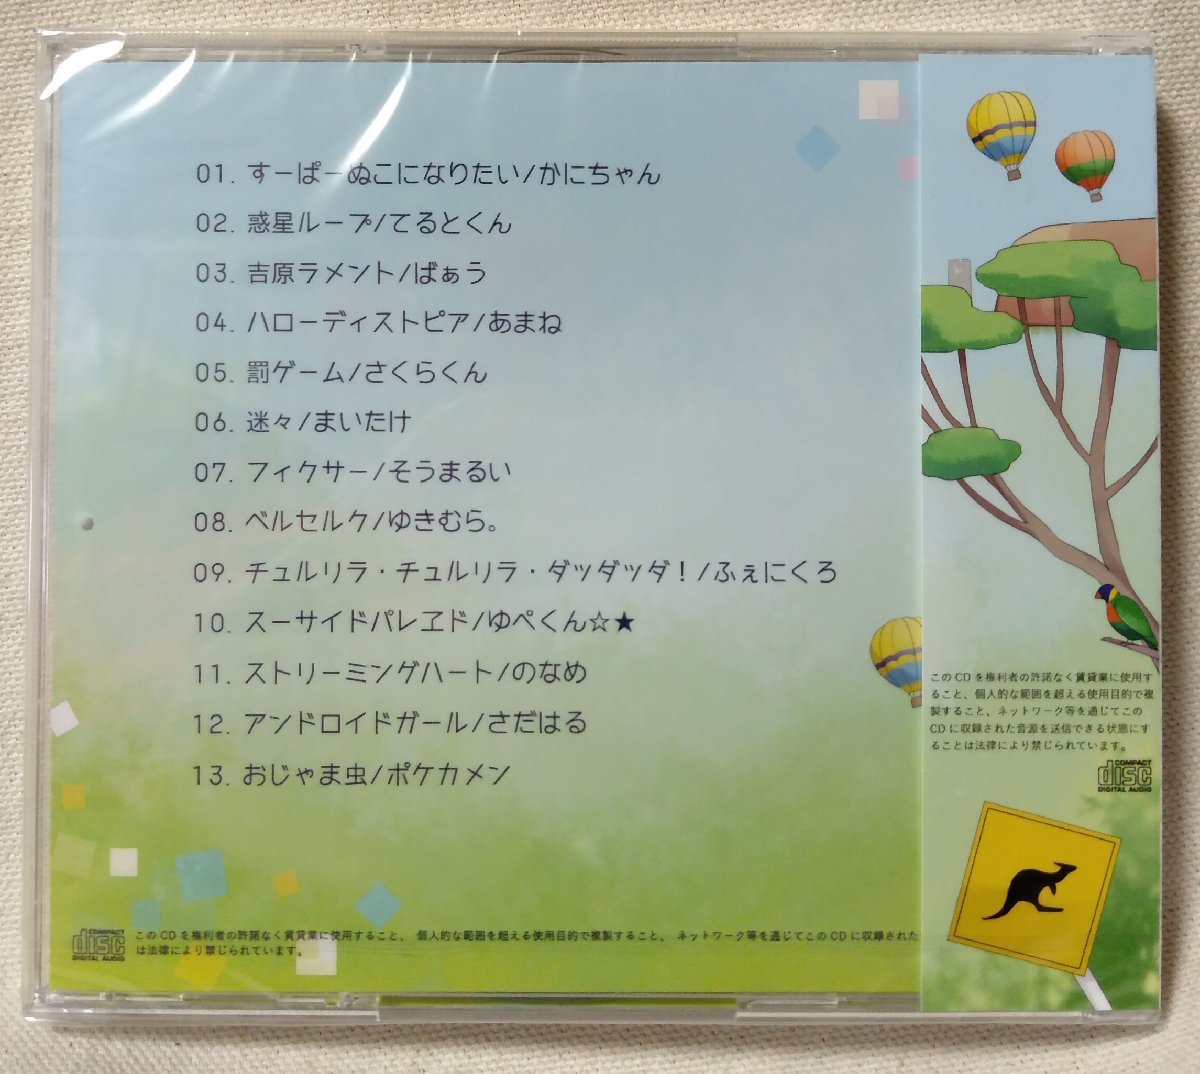 01. すーぱーぬこになりたい/かにちゃん
02. 惑星ループ/てるとくん
03. 吉原ラメント/ばぁう
04. ハローディストピア/あまね
05. 罰ゲーム/さくらくん
06. 迷々/まいたけ
07. フィクサー/そうまるい
08. ベルセルク/ゆきむら。
09. チュルリラ・チュルリラ・ダッダッダ！/ふぇにくろ
10. スーサイドパレヱド/ゆぺくん☆★
11. ストリーミングハート/のなめ
12. アンドロイドガール/さだはる
13. おじゃま虫/ポケカメン
COMPACT
disc
DIGITAL AUDIO
このCDを権利者の許諾なく賃貸業に使用すること、 個人的な範囲を超える使用目的で複製すること、 ネットワーク等を通じてこのCDに収録された
は法律により禁じられています。
このCDを権利者の許諾なく賃貸業に使用す
ること、個人的な範囲を超える使用目的で複
製すること、ネットワーク等を通じてこの
CDに収録された音源を送信できる状態にす
ることは法律により禁じられています。
COMPACT
disc
DIGITAL AUDIO